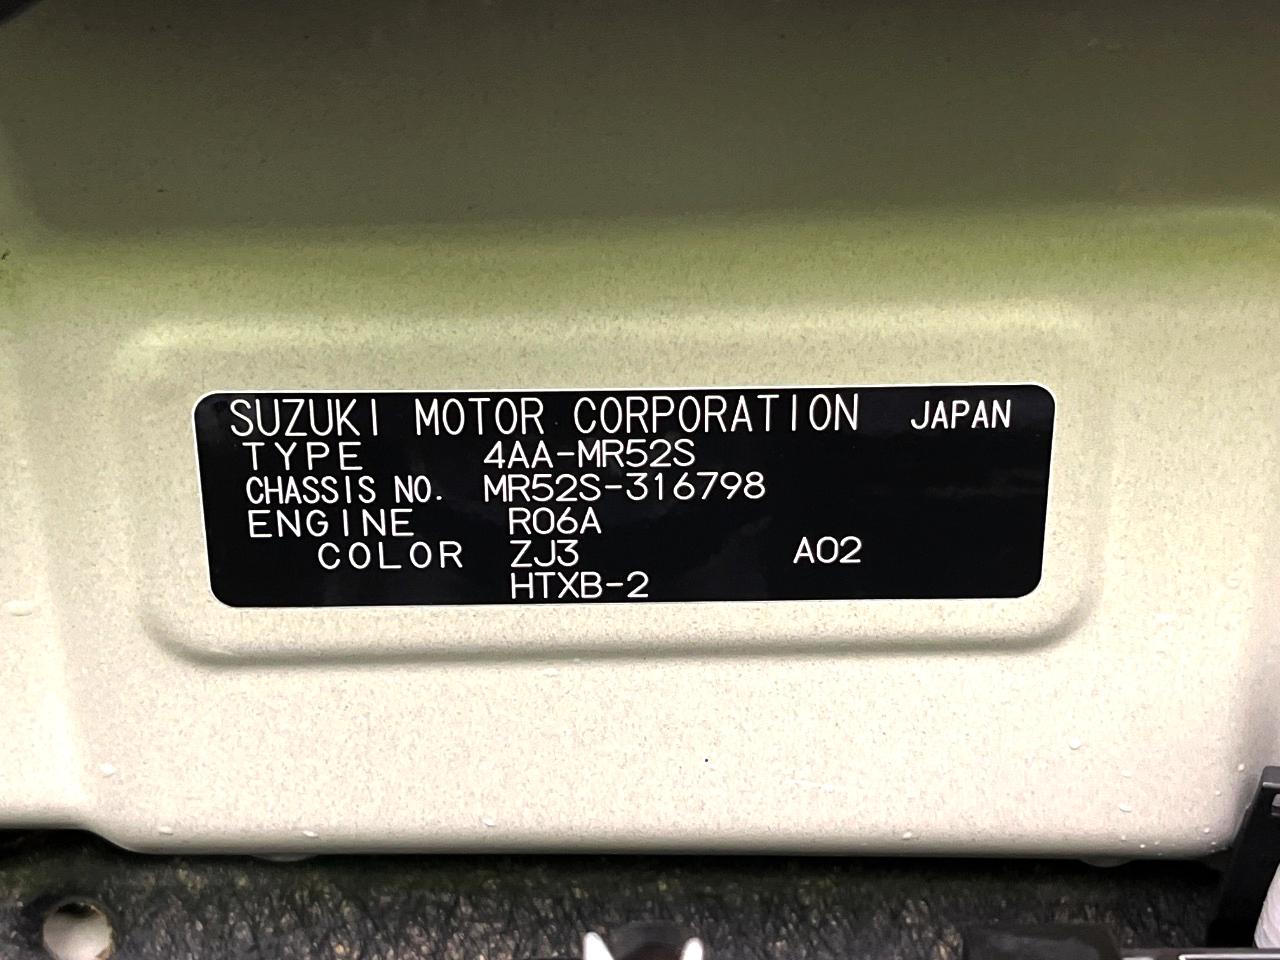 SUZUKI MOTOR CORPORATION JAPAN
TYPE 4AA-MR52S
CHASSIS NO. MR52S-316798
ENGINE R06A
COLOR ZJ3 A02
HTXB-2